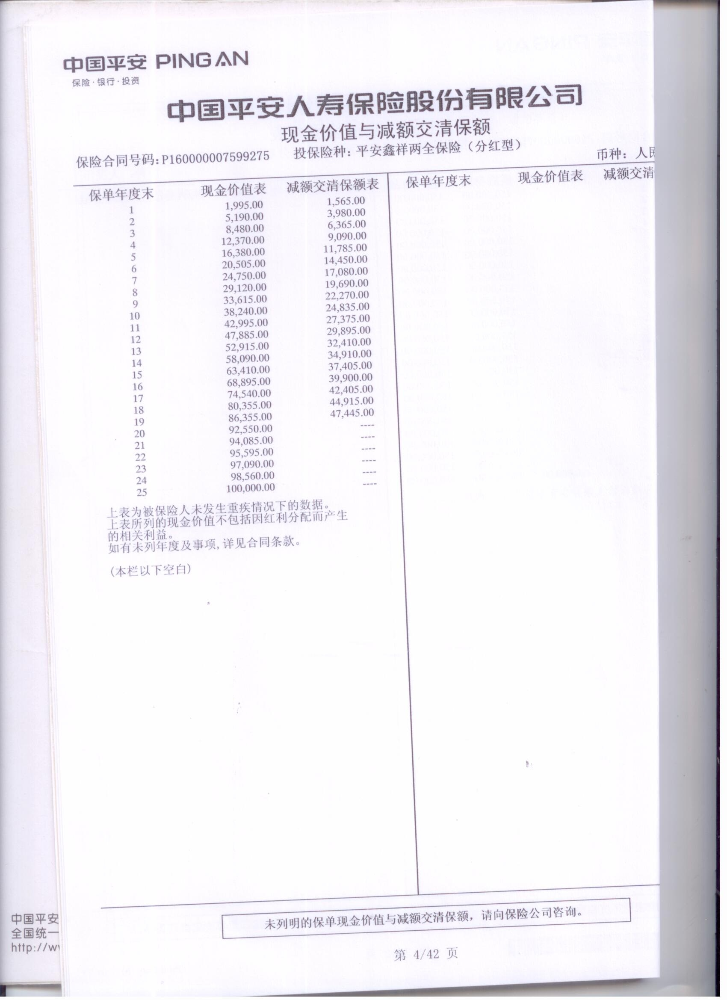 中国平安 PINGAN
保险·银行·投资
中国平安人寿保险股份有限公司
现金价值与减额交清保额
保险合同号码:P160000007599275 投保险种:平安鑫祥两全保险（分红型） 币种：人民
保单年度末 现金价值表 减额交清保额表 保单年度末 现金价值表 减额交清
1 1,995.00 1,565.00
2 5,190.00 3,980.00
3 8,480.00 6,365.00
4 12,370.00 9,090.00
5 16,380.00 11,785.00
6 20,505.00 14,450.00
7 24,750.00 17,080.00
8 29,120.00 19,690.00
9 33,615.00 22,270.00
10 38,240.00 24,835.00
11 42,995.00 27,375.00
12 47,885.00 29,895.00
13 52,915.00 32,410.00
14 58,090.00 34,910.00
15 63,410.00 37,405.00
16 68,895.00 39,900.00
17 74,540.00 42,405.00
18 80,355.00 44,915.00
19 86,355.00 47,445.00
20 92,550.00 ----
21 94,085.00 ----
22 95,595.00 ----
23 97,090.00 ----
24 98,560.00 ----
25 100,000.00 ----
上表为被保险人未发生重疾情况下的数据。
上表所列的现金价值不包括因红利分配而产生
的相关利益。
如有未列年度及事项,详见合同条款。
(本栏以下空白)
未列明的保单现金价值与减额交清保额，请向保险公司咨询。
第 4/42 页
中国平安
全国统一
http://w